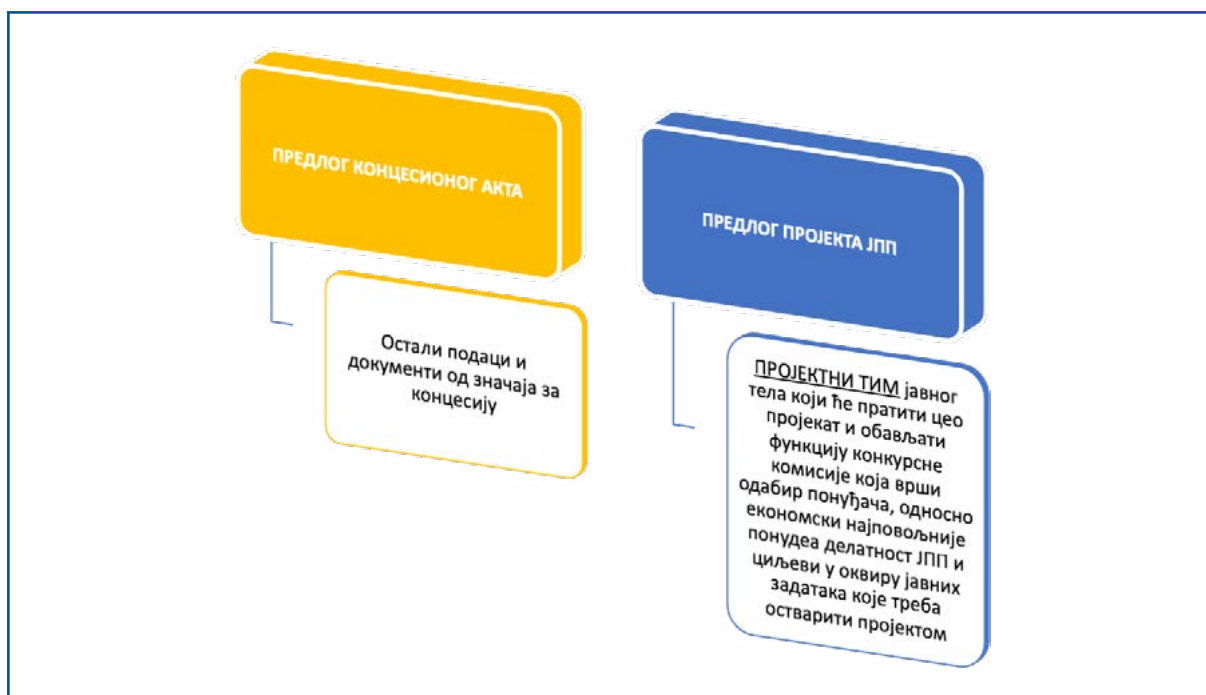 ПРЕДЛОГ КОНЦЕСИОНОГ АКТА
Остали подаци и
документи од значаја за
концесију
ПРЕДЛОГ ПРОЈЕКТА ЈПП
ПРОЈЕКТНИ ТИМ јавног
тела који ће пратити цео
пројекат и обављати
функцију конкурсне
комисије која врши
одабир понуђача, односно
економски најповољније
понудеа делатност ЈПП и
циљеви у оквиру јавних
задатака које треба
остварити пројектом